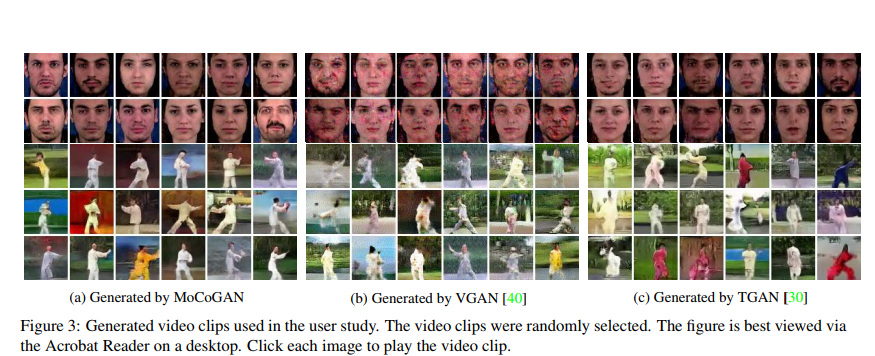 (a) Generated by MoCoGAN
(b) Generated by VGAN [40]
(c) Generated by TGAN [30]
Figure 3: Generated video clips used in the user study. The video clips were randomly selected. The figure is best viewed via
the Acrobat Reader on a desktop. Click each image to play the video clip.